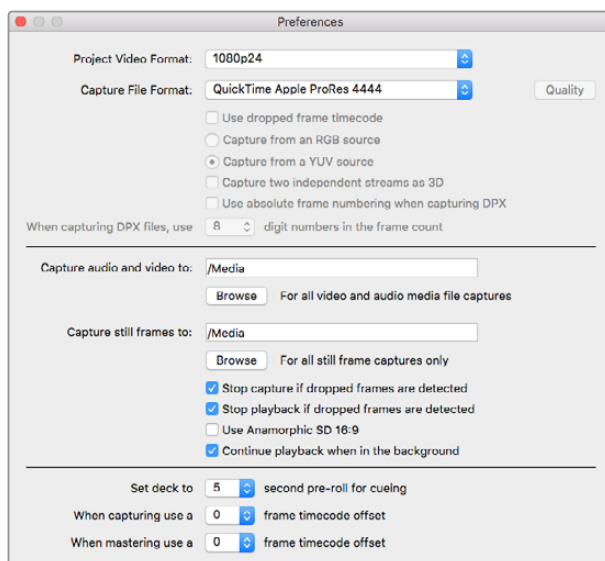 Preferences
Project Video Format: 1080p24
Capture File Format: QuickTime Apple ProRes 4444 Quality
Use dropped frame timecode
Capture from an RGB source
Capture from a YUV source
Capture two independent streams as 3D
Use absolute frame numbering when capturing DPX
When capturing DPX files, use 8 digit numbers in the frame count
Capture audio and video to: /Media
Browse For all video and audio media file captures
Capture still frames to: /Media
Browse For all still frame captures only
Stop capture if dropped frames are detected
Stop playback if dropped frames are detected
Use Anamorphic SD 16:9
Continue playback when in the background
Set deck to 5 second pre-roll for cueing
When capturing use a 0 frame timecode offset
When mastering use a 0 frame timecode offset